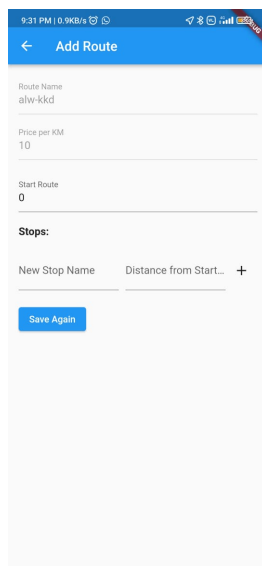 9:31 PM | 0.9KB/s
Add Route
Route Name
alw-kkd
Price per KM
10
Start Route
0
Stops:
New Stop Name Distance from Start... +
Save Again